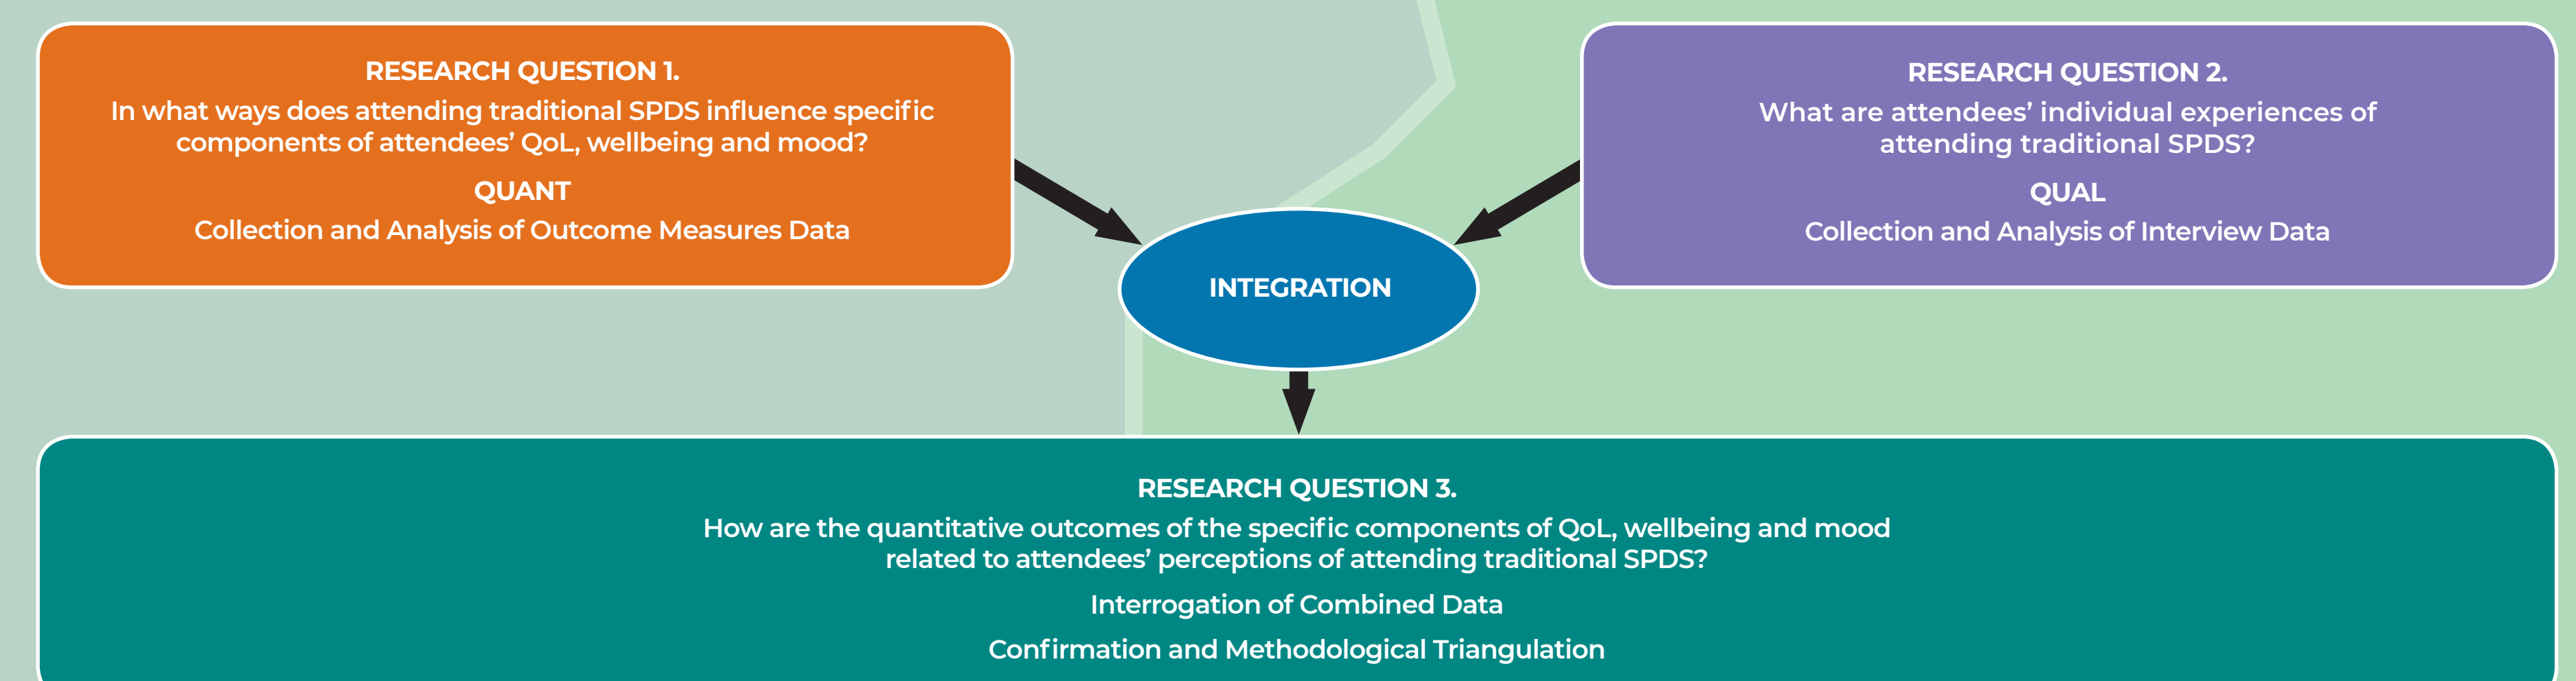 RESEARCH QUESTION 1.
In what ways does attending traditional SPDS influence specific
components of attendees’ QoL, wellbeing and mood?
QUANT
Collection and Analysis of Outcome Measures Data
RESEARCH QUESTION 2.
What are attendees’ individual experiences of
attending traditional SPDS?
QUAL
Collection and Analysis of Interview Data
INTEGRATION
RESEARCH QUESTION 3.
How are the quantitative outcomes of the specific components of QoL, wellbeing and mood
related to attendees’ perceptions of attending traditional SPDS?
Interrogation of Combined Data
Confirmation and Methodological Triangulation